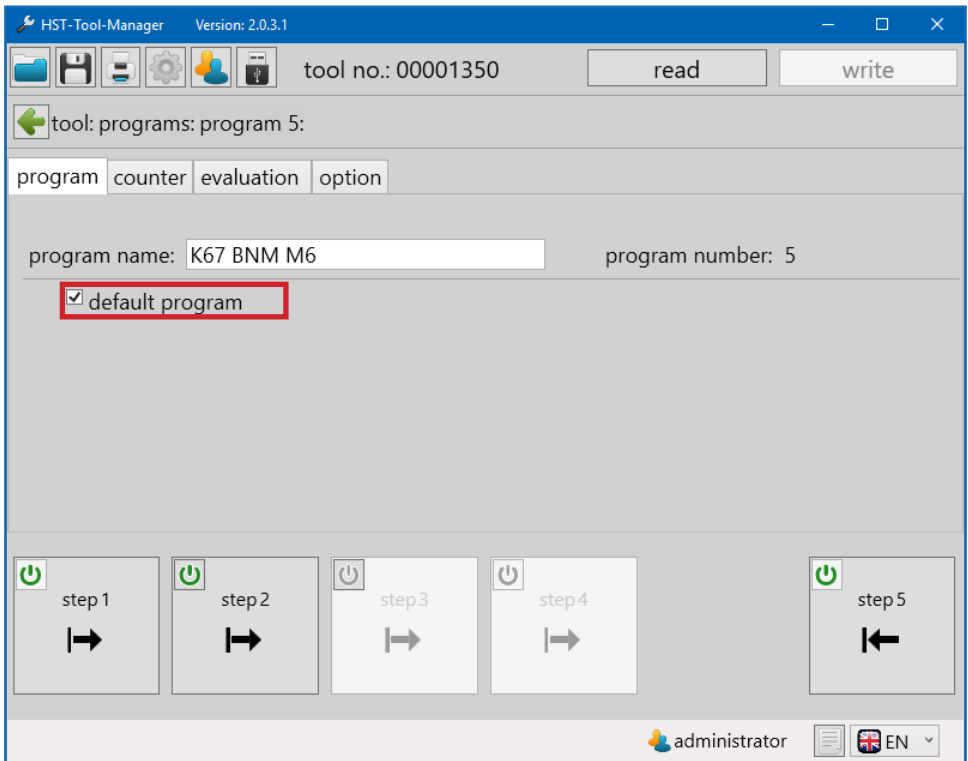 HST-Tool-Manager Version: 2.0.3.1
tool no.: 00001350 read write
tool: programs: program 5:
program counter evaluation option
program name: K67 BNM M6 program number: 5
default program
step 1 step 2 step 3 step 4 step 5
administrator EN